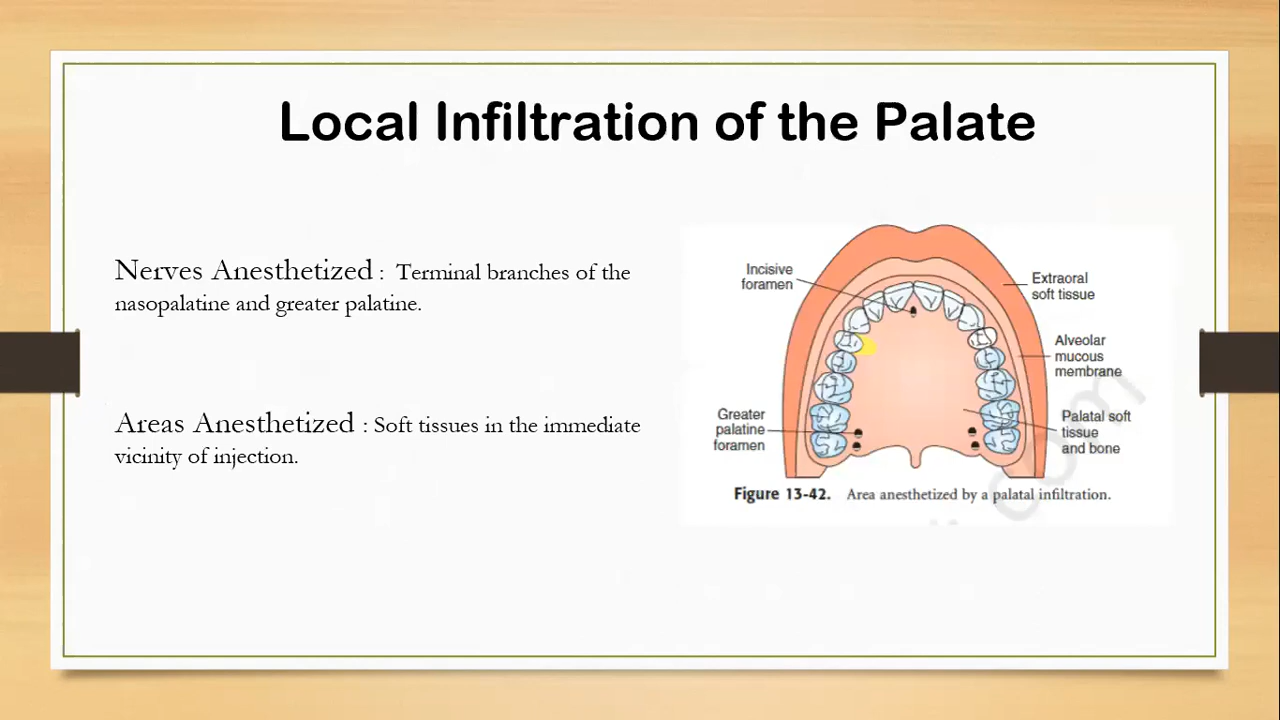 Local Infiltration of the Palate
Nerves Anesthetized : Terminal branches of the
nasopalatine and greater palatine.
Areas Anesthetized : Soft tissues in the immediate
vicinity of injection.
Incisive
foramen
Extraoral
soft tissue
Alveolar
mucous
membrane
Greater
palatine
foramen
Palatal soft
tissue
and bone
Figure 13-42. Area anesthetized by a palatal infiltration.